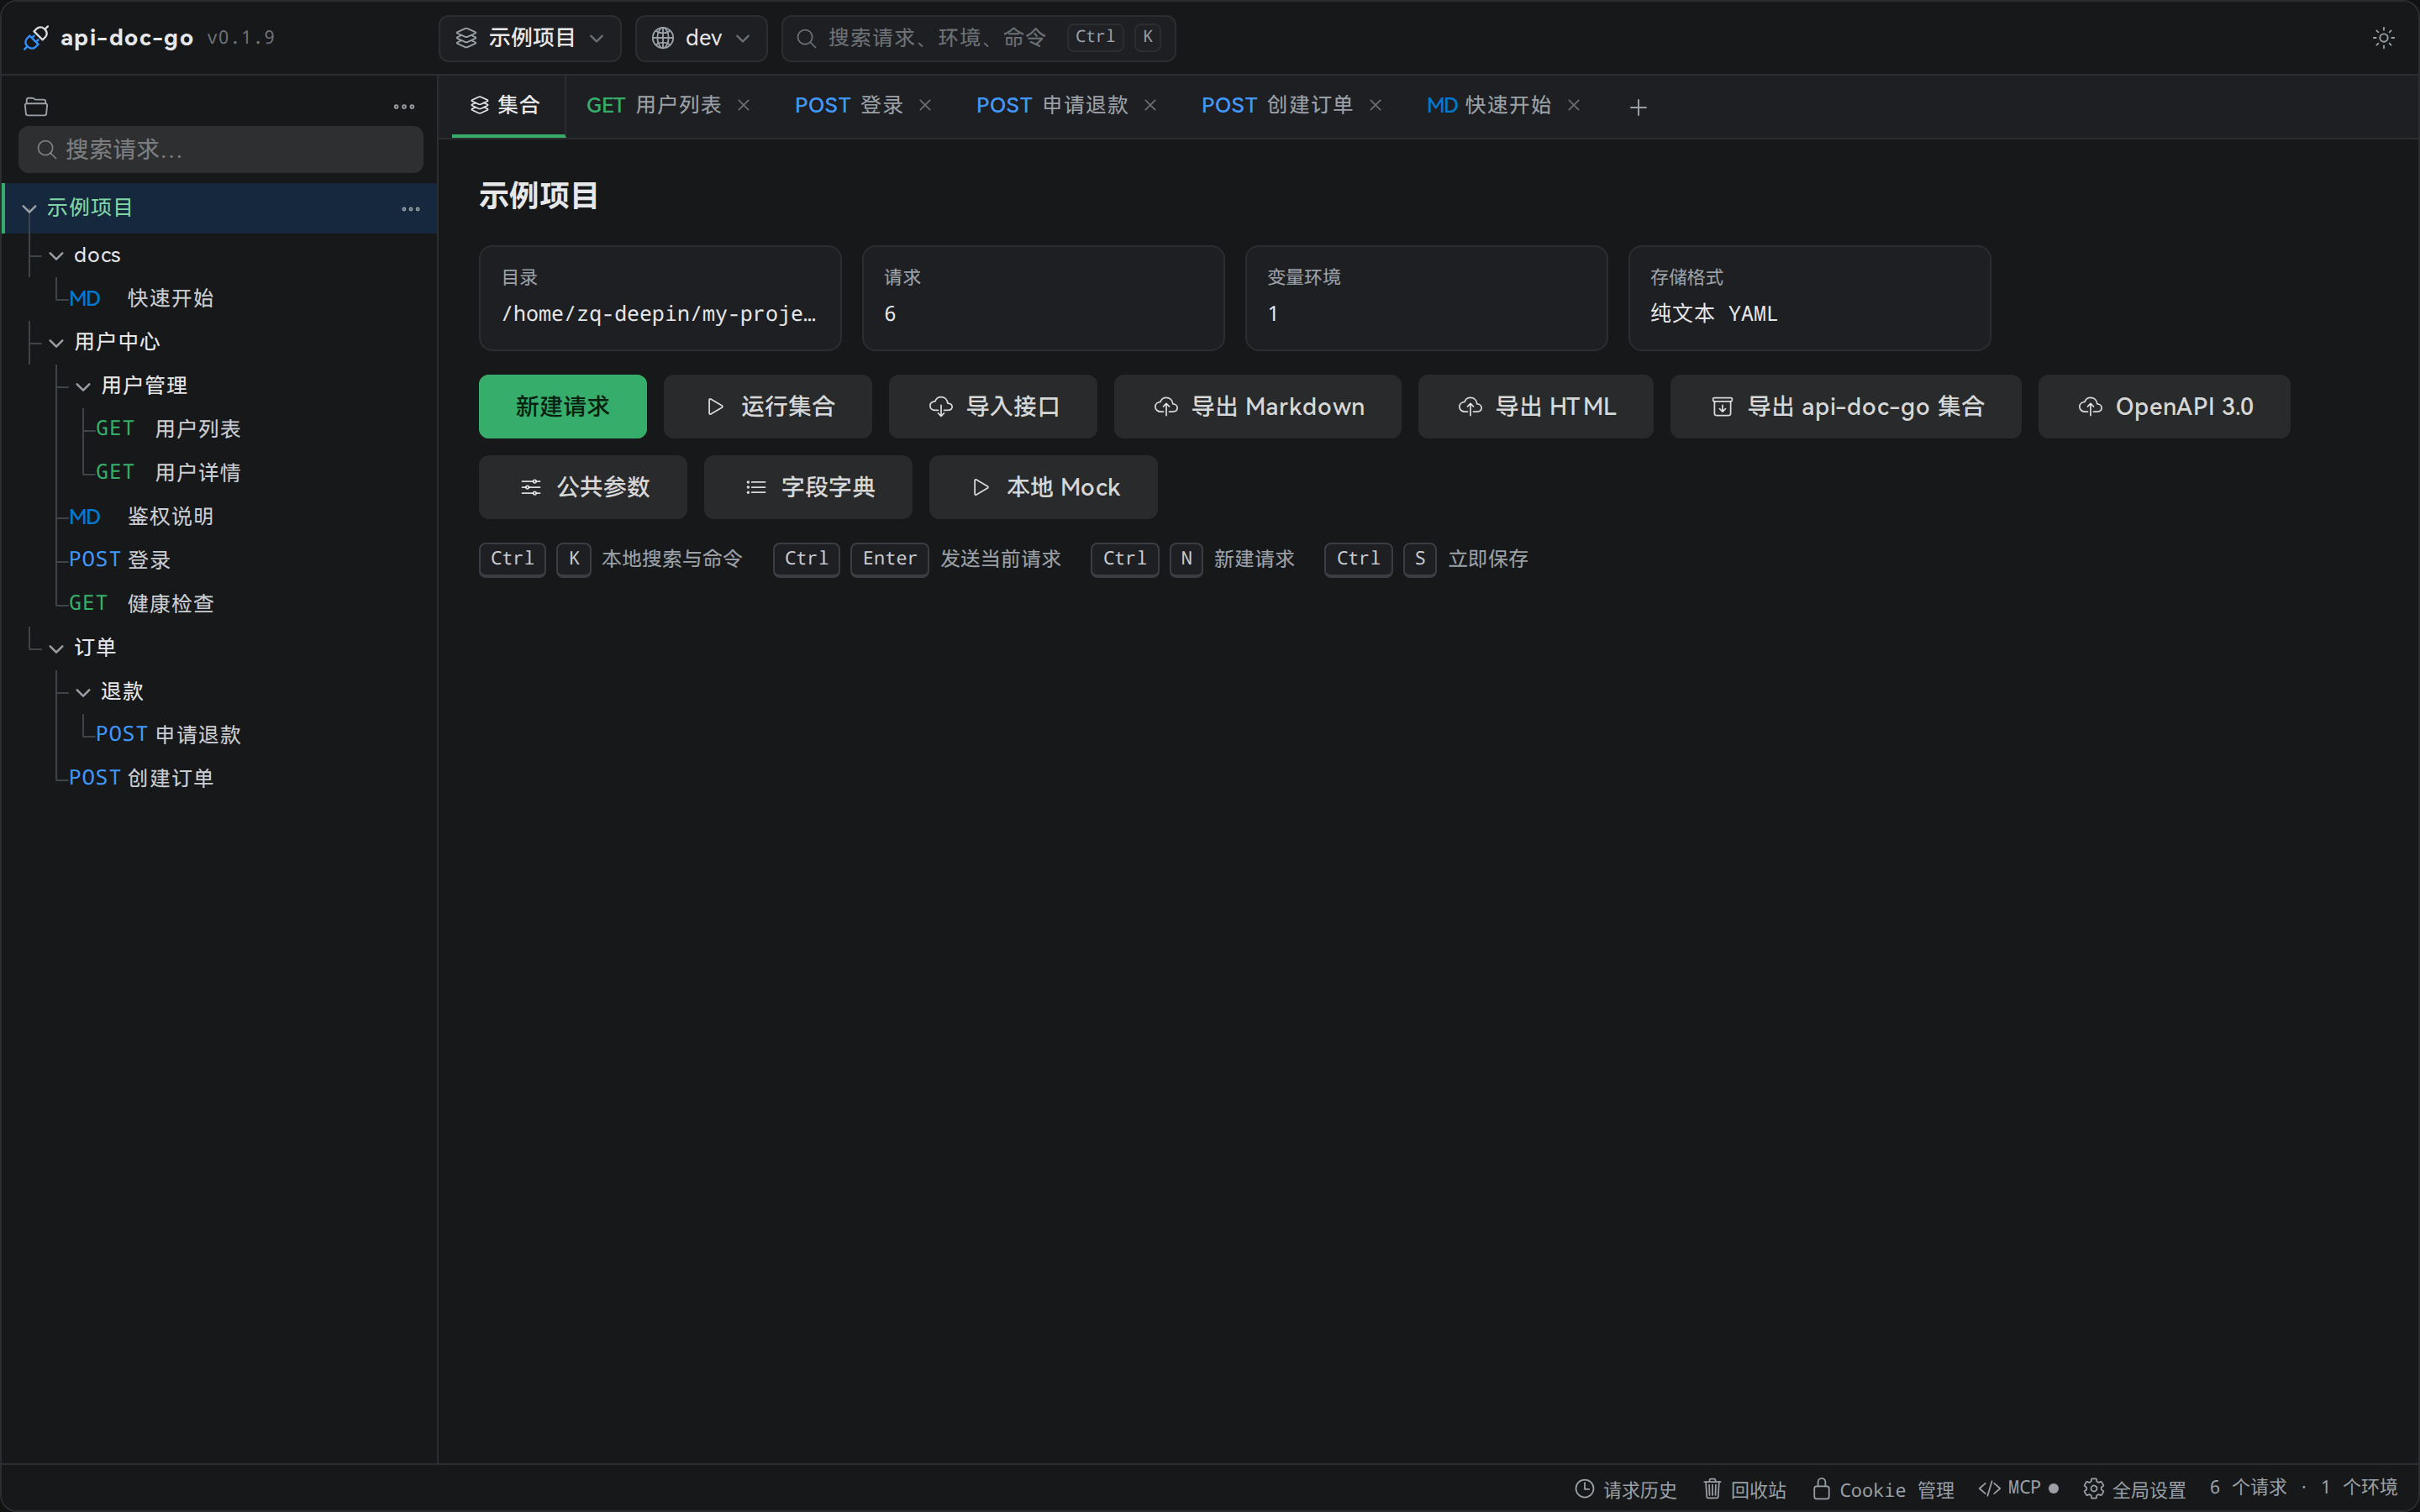 api-doc-go v0.1.9
示例项目
dev
搜索请求、环境、命令 Ctrl K
搜索请求...
示例项目
docs
MD 快速开始
用户中心
用户管理
GET 用户列表
GET 用户详情
MD 鉴权说明
POST 登录
GET 健康检查
订单
退款
POST 申请退款
POST 创建订单
集合
GET 用户列表
POST 登录
POST 申请退款
POST 创建订单
MD 快速开始
示例项目
目录
/home/zq-deepin/my-proje…
请求
6
变量环境
1
存储格式
纯文本 YAML
新建请求
运行集合
导入接口
导出 Markdown
导出 HTML
导出 api-doc-go 集合
OpenAPI 3.0
公共参数
字段字典
本地 Mock
Ctrl K 本地搜索与命令 Ctrl Enter 发送当前请求 Ctrl N 新建请求 Ctrl S 立即保存
请求历史 回收站 Cookie 管理 MCP 全局设置 6 个请求 · 1 个环境